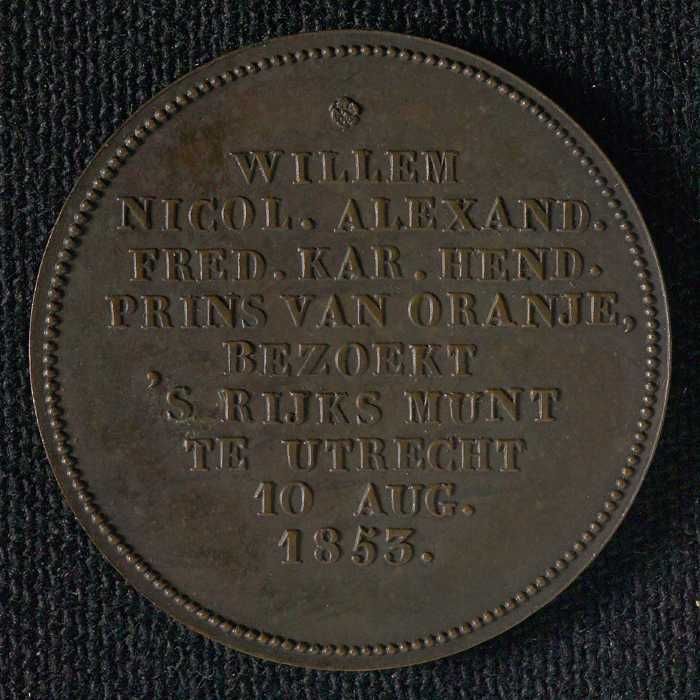 WILLEM
NICOL. ALEXAND.
FRED. KAR. HEND.
PRINS VAN ORANJE,
BEZOEKT
'S RIJKS MUNT
TE UTRECHT
10 AUG.
1853.